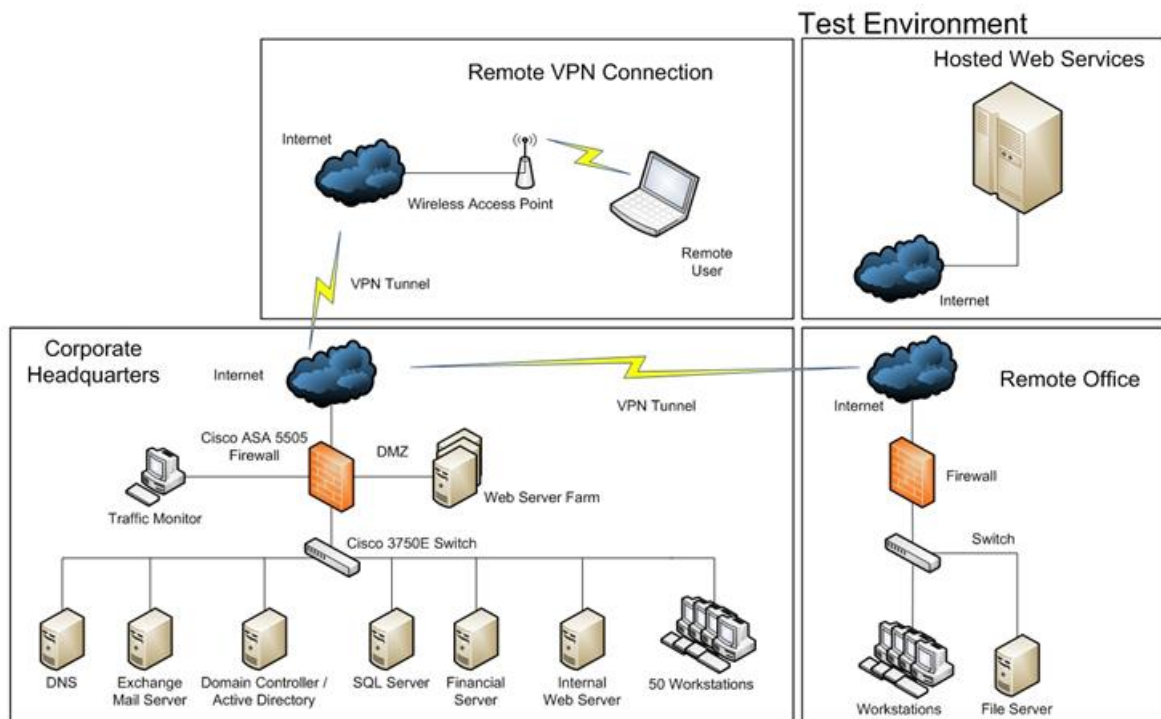 Test Environment
Remote VPN Connection
Internet
Wireless Access Point
Remote
User
VPN Tunnel
Hosted Web Services
Internet
Corporate
Headquarters
Internet
VPN Tunnel
Cisco ASA 5505
Firewall
DMZ
Traffic Monitor
Web Server Farm
Cisco 3750E Switch
DNS
Exchange
Mail Server
Domain Controller /
Active Directory
SQL Server
Financial
Server
Internal
Web Server
50 Workstations
Remote Office
Internet
Firewall
Switch
Workstations
File Server